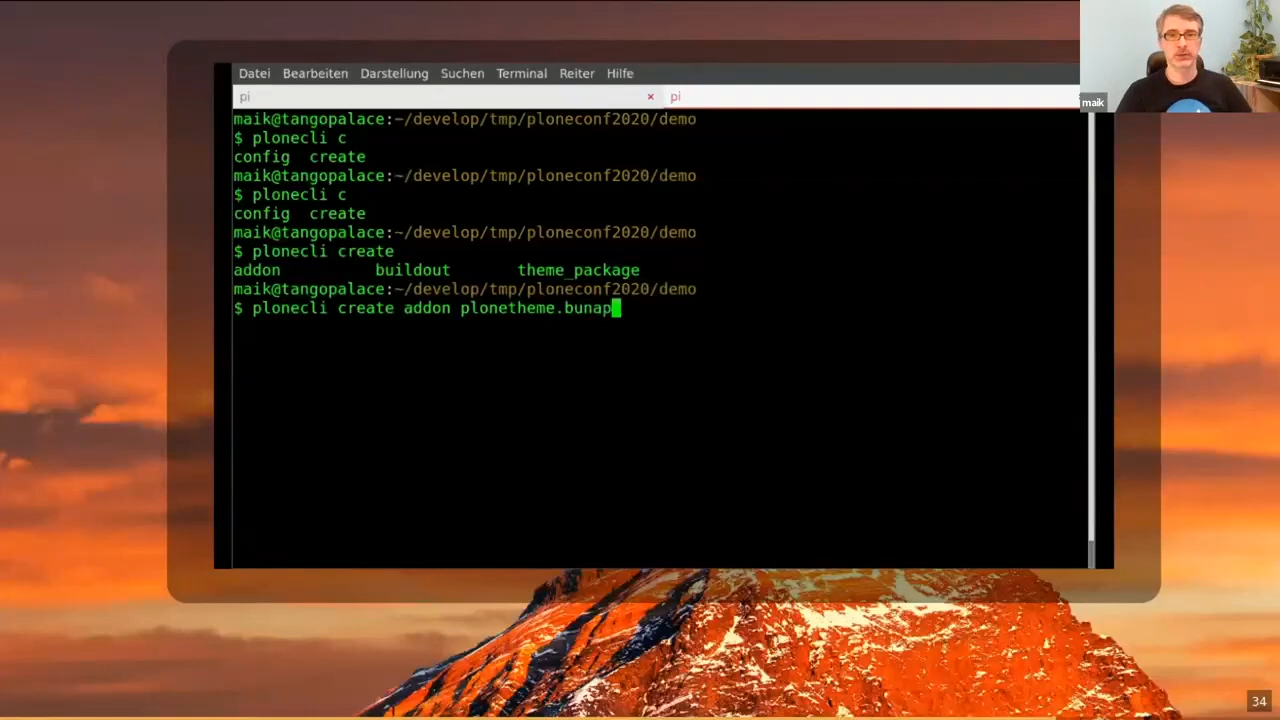 Datei Bearbeiten Darstellung Suchen Terminal Reiter Hilfe
pi × pi
maik@tangopalace:~/develop/tmp/ploneconf2020/demo
$ plonecli c
config create
maik@tangopalace:~/develop/tmp/ploneconf2020/demo
$ plonecli c
config create
maik@tangopalace:~/develop/tmp/ploneconf2020/demo
$ plonecli create
addon buildout theme_package
maik@tangopalace:~/develop/tmp/ploneconf2020/demo
$ plonecli create addon plonetheme.bunap
maik
34